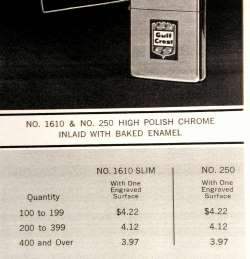 Gulf
Crest
NO. 1610 & NO. 250 HIGH POLISH CHROME
INLAID WITH BAKED ENAMEL
NO. 1610 SLIM NO. 250
With One With One
Engraved Engraved
Quantity Surface Surface
100 to 199 $4.22 $4.22
200 to 399 4.12 4.12
400 and Over 3.97 3.97